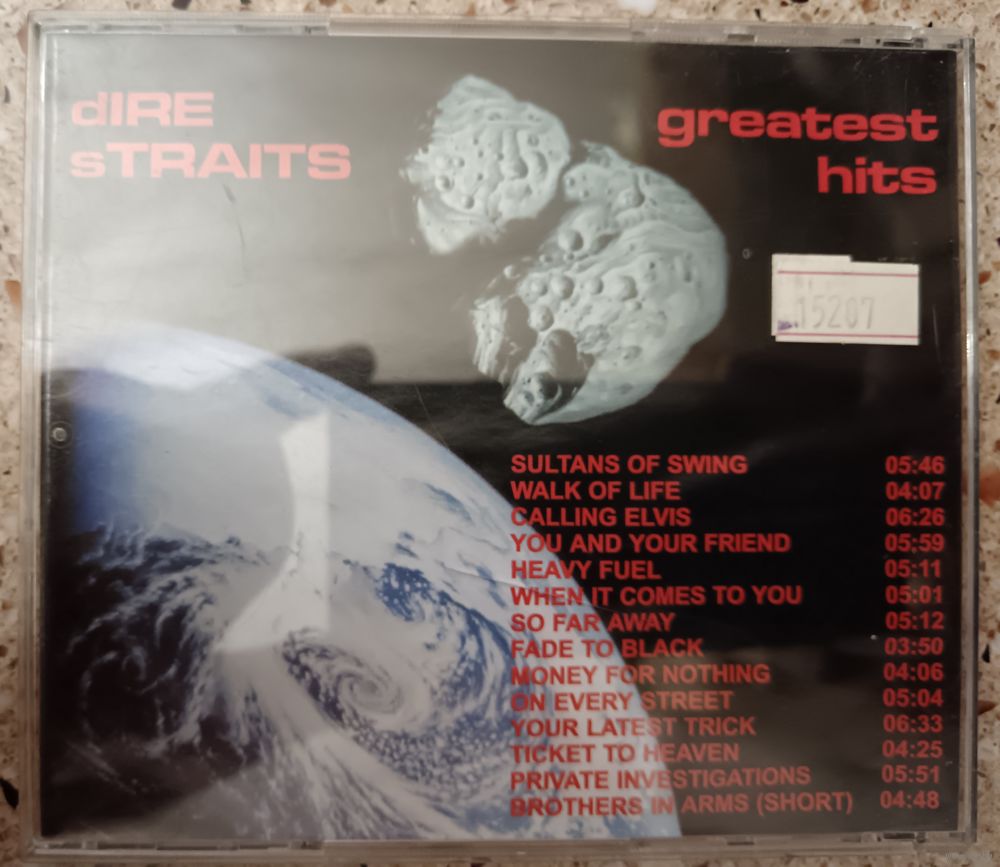 dIRE
sTRAITS
greatest
hits
15207
SULTANS OF SWING 05:46
WALK OF LIFE 04:07
CALLING ELVIS 06:26
YOU AND YOUR FRIEND 05:59
HEAVY FUEL 05:11
WHEN IT COMES TO YOU 05:01
SO FAR AWAY 05:12
FADE TO BLACK 03:50
MONEY FOR NOTHING 04:06
ON EVERY STREET 05:04
YOUR LATEST TRICK 06:33
TICKET TO HEAVEN 04:25
PRIVATE INVESTIGATIONS 05:51
BROTHERS IN ARMS (SHORT) 04:48